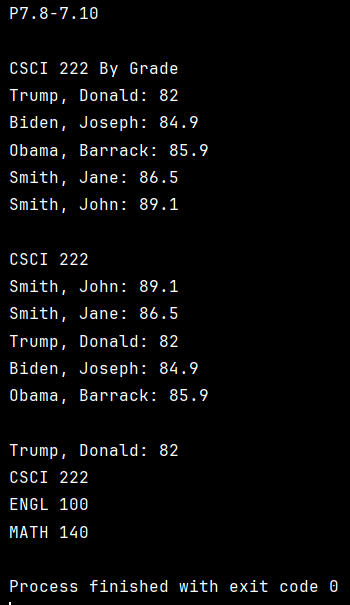 P7.8-7.10
CSCI 222 By Grade
Trump, Donald: 82
Biden, Joseph: 84.9
Obama, Barrack: 85.9
Smith, Jane: 86.5
Smith, John: 89.1
CSCI 222
Smith, John: 89.1
Smith, Jane: 86.5
Trump, Donald: 82
Biden, Joseph: 84.9
Obama, Barrack: 85.9
Trump, Donald: 82
CSCI 222
ENGL 100
MATH 140
Process finished with exit code 0